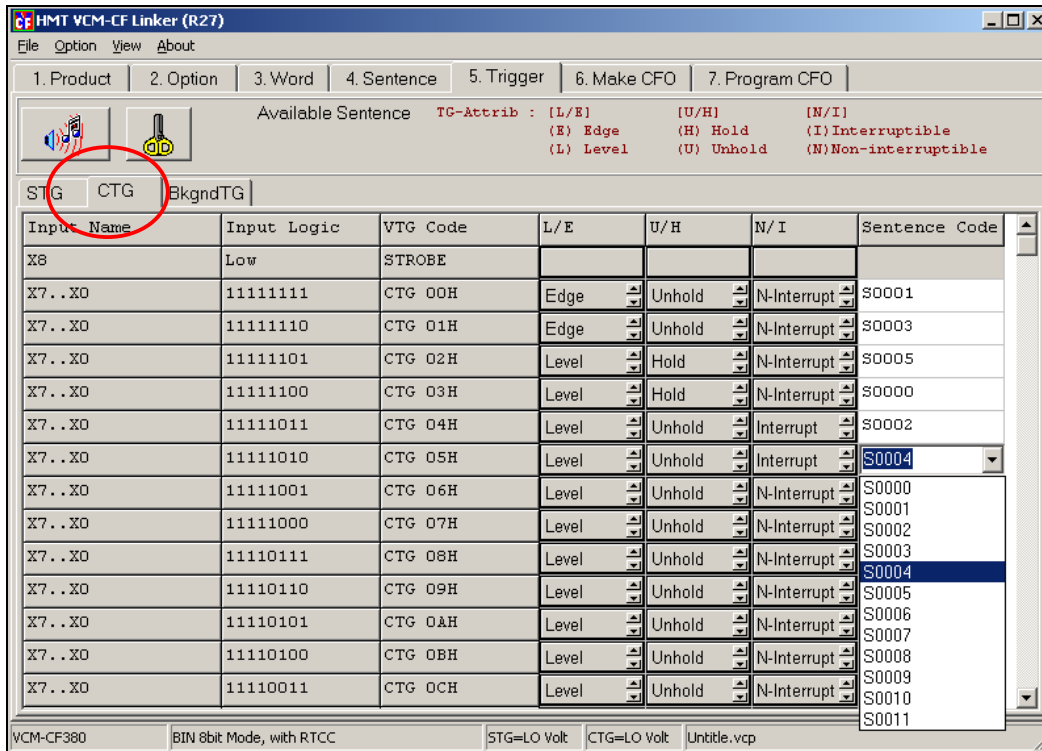 HMT VCM-CF Linker (R27)
File Option View About
1. Product 2. Option 3. Word 4. Sentence 5. Trigger 6. Make CFO 7. Program CFO
Available Sentence TG-Attrib : [L/E] [U/H] [N/I]
(E) Edge (H) Hold (I)Interruptible
(L) Level (U) Unhold (N)Non-interruptible
STG CTG BkgndTG
Input Name Input Logic VTG Code L/E U/H N/I Sentence Code
X8 Low STROBE
X7..X0 11111111 CTG 00H Edge Unhold N-Interrupt S0001
X7..X0 11111110 CTG 01H Edge Unhold N-Interrupt S0003
X7..X0 11111101 CTG 02H Level Hold N-Interrupt S0005
X7..X0 11111100 CTG 03H Level Hold N-Interrupt S0000
X7..X0 11111011 CTG 04H Level Unhold Interrupt S0002
X7..X0 11111010 CTG 05H Level Unhold Interrupt S0004
X7..X0 11111001 CTG 06H Level Unhold N-Interrupt
X7..X0 11111000 CTG 07H Level Unhold N-Interrupt
X7..X0 11110111 CTG 08H Level Unhold N-Interrupt
X7..X0 11110110 CTG 09H Level Unhold N-Interrupt
X7..X0 11110101 CTG 0AH Level Unhold N-Interrupt
X7..X0 11110100 CTG 0BH Level Unhold N-Interrupt
X7..X0 11110011 CTG 0CH Level Unhold N-Interrupt
S0000
S0001
S0002
S0003
S0004
S0005
S0006
S0007
S0008
S0009
S0010
S0011
VCM-CF380 BIN 8bit Mode, with RTCC STG=LO Volt CTG=LO Volt Untitle.vcp